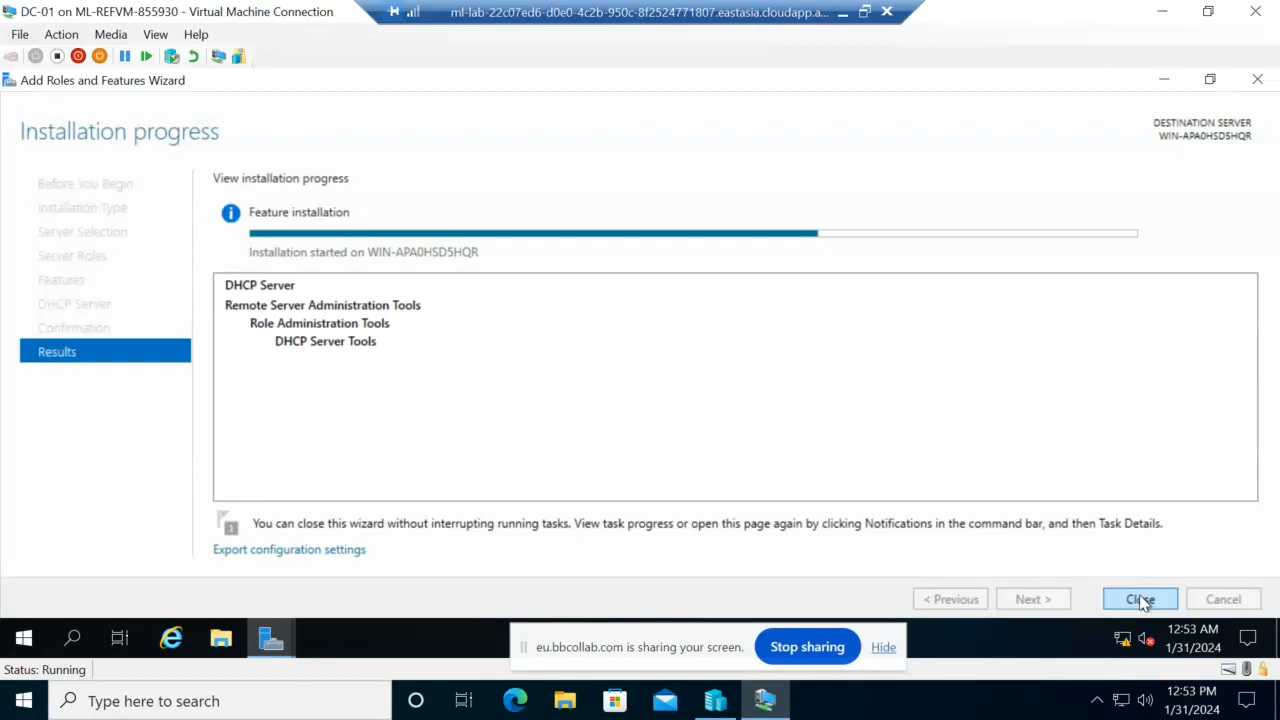 DC-01 on ML-REFVM-855930 - Virtual Machine Connection
ml-lab-22c07ed6-d0e0-4c2b-950c-8f2524771807.eastasia.cloudapp.a...
File Action Media View Help
Add Roles and Features Wizard
Installation progress
DESTINATION SERVER
WIN-APA0HSD5HQR
Before You Begin
Installation Type
Server Selection
Server Roles
Features
DHCP Server
Confirmation
Results
View installation progress
Feature installation
Installation started on WIN-APA0HSD5HQR
DHCP Server
Remote Server Administration Tools
Role Administration Tools
DHCP Server Tools
1
You can close this wizard without interrupting running tasks. View task progress or open this page again by clicking Notifications in the command bar, and then Task Details.
Export configuration settings
< Previous
Next >
Close
Cancel
eu.bbcollab.com is sharing your screen.
Stop sharing
Hide
12:53 AM
1/31/2024
Status: Running
Type here to search
12:53 PM
1/31/2024